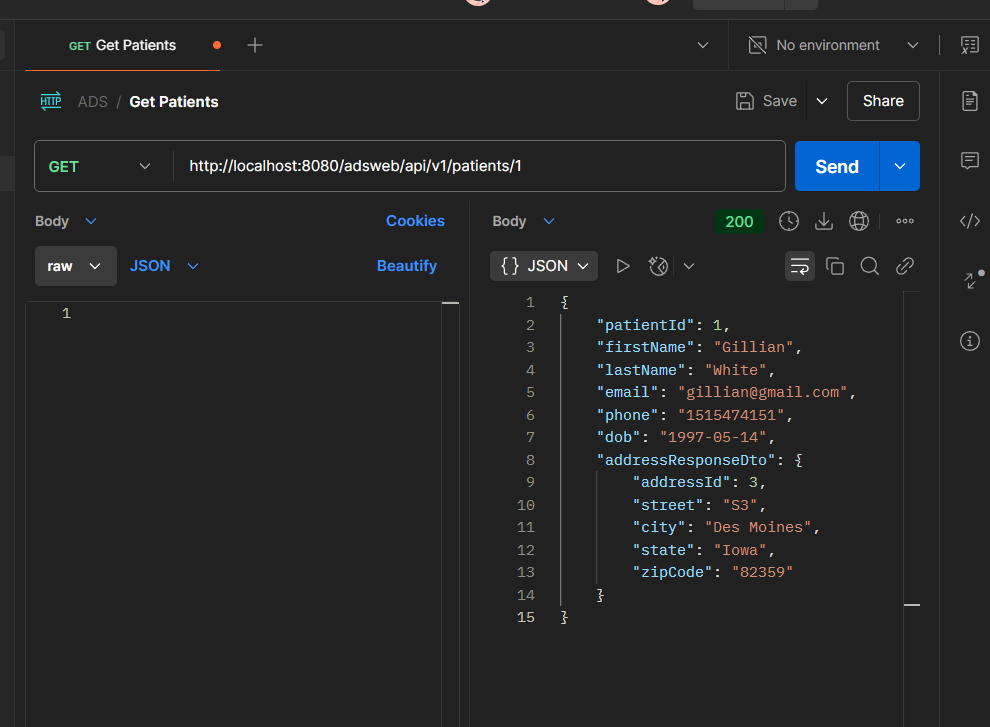 GET Get Patients
No environment
HTTP ADS / Get Patients
Save
Share
GET http://localhost:8080/adsweb/api/v1/patients/1
Send
Body
Cookies
raw
JSON
Beautify
1
Body
200
{} JSON
1 {
2 "patientId": 1,
3 "firstName": "Gillian",
4 "lastName": "White",
5 "email": "gillian@gmail.com",
6 "phone": "1515474151",
7 "dob": "1997-05-14",
8 "addressResponseDto": {
9 "addressId": 3,
10 "street": "S3",
11 "city": "Des Moines",
12 "state": "Iowa",
13 "zipCode": "82359"
14 }
15 }